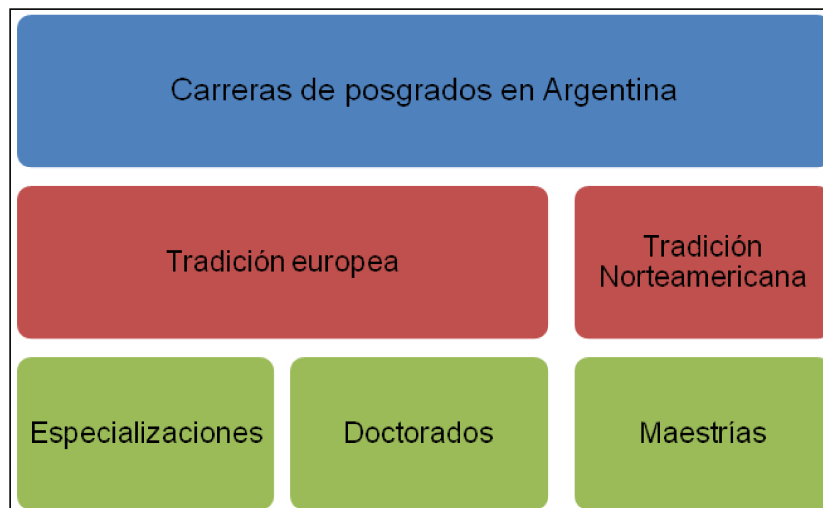 Carreras de posgrados en Argentina
Tradición europea
Tradición
Norteamericana
Especializaciones
Doctorados
Maestrías